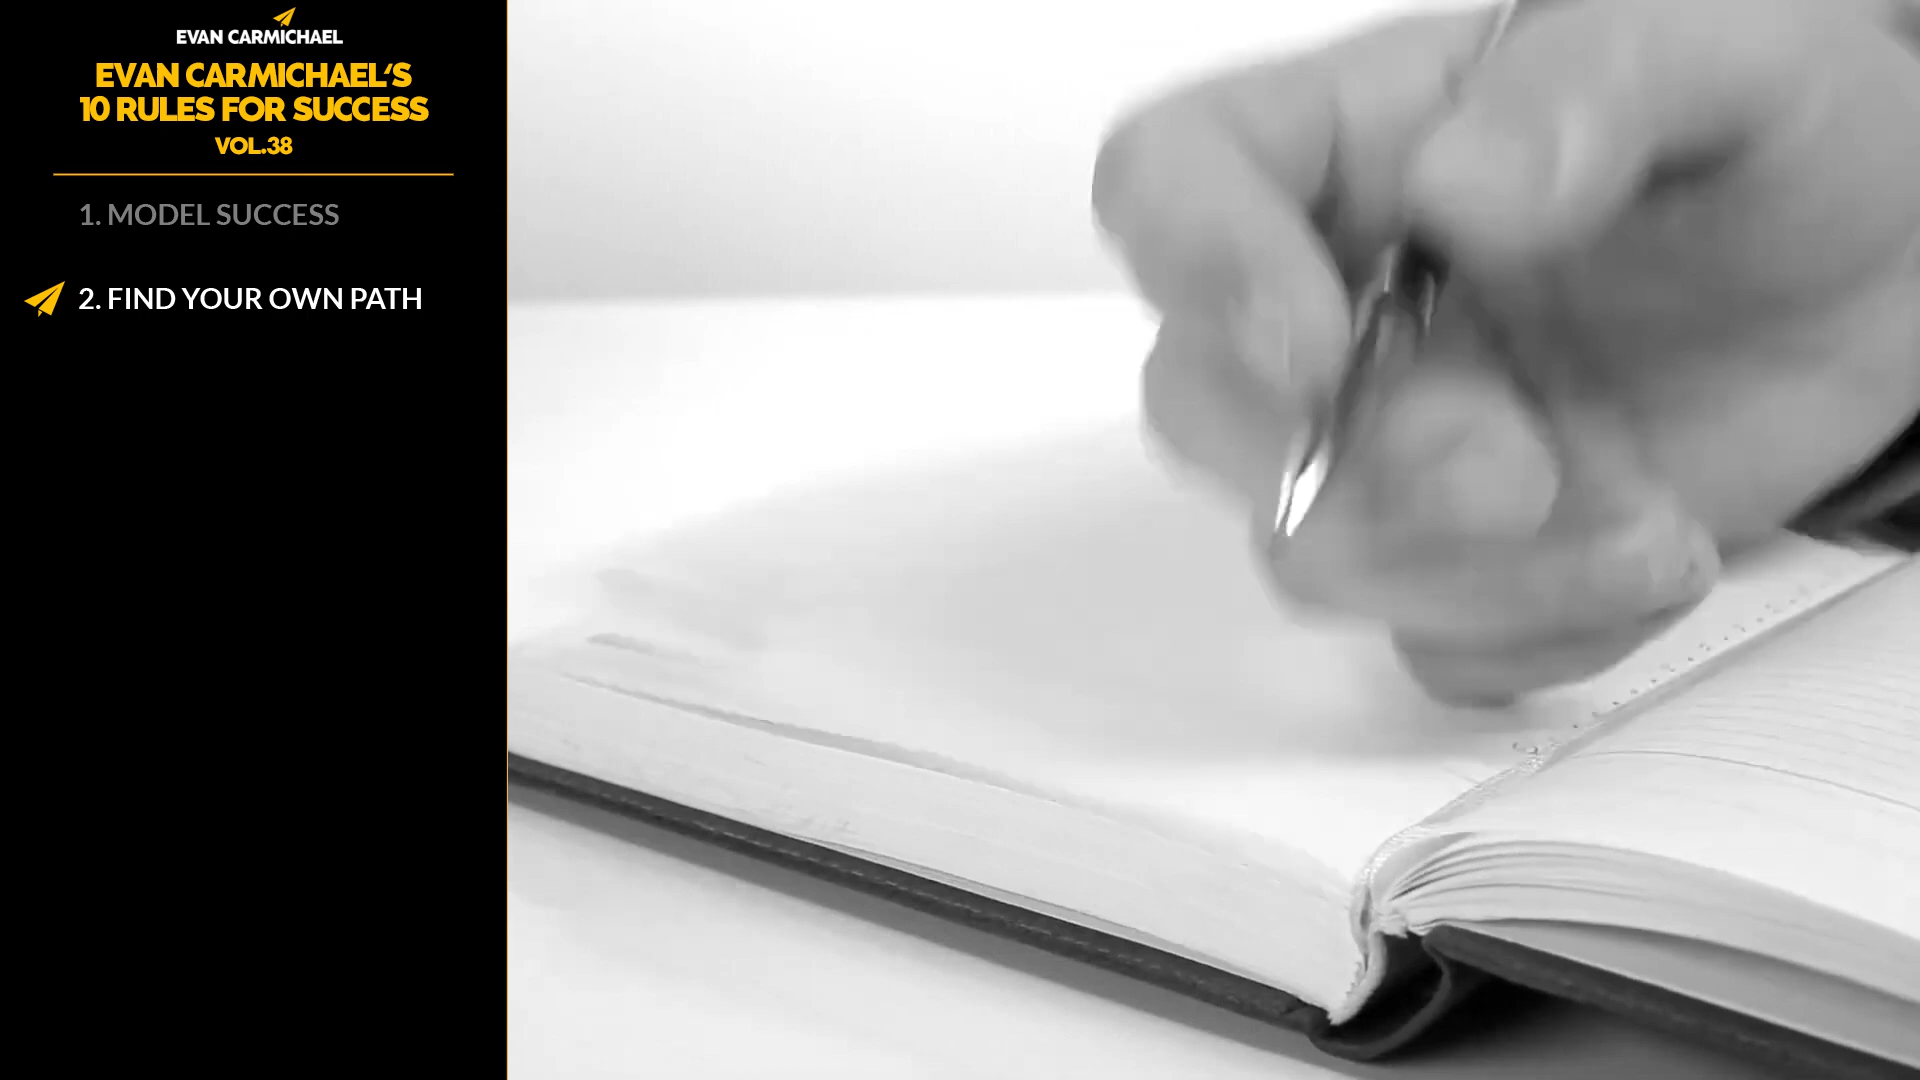 EVAN CARMICHAEL
EVAN CARMICHAEL'S
10 RULES FOR SUCCESS
VOL.38
1. MODEL SUCCESS
2. FIND YOUR OWN PATH